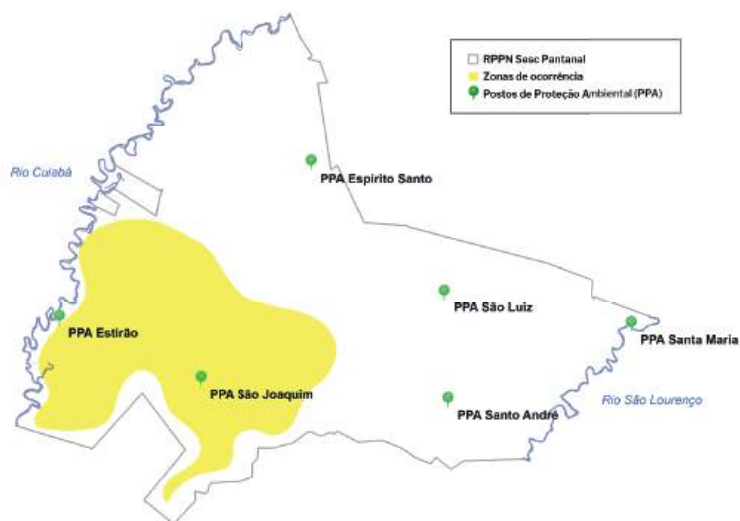 RPPN Sesc Pantanal
Zonas de ocorrência
Postos de Proteção Ambiental (PPA)
Rio Cuiabá
PPA Espírito Santo
PPA São Luiz
PPA Estirão
PPA Santa Maria
PPA São Joaquim
PPA Santo André
Rio São Lourenço